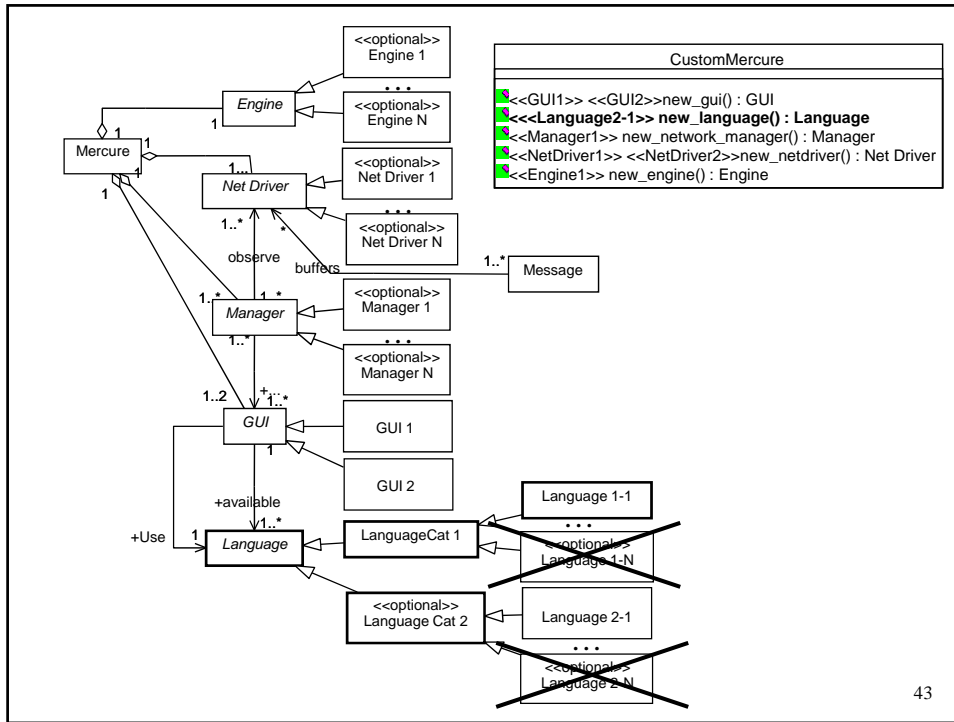 <<optional>>
Engine 1
. . .
<<optional>>
Engine N
Engine
1
1
Mercure
1
1
1
1...
Net Driver
<<optional>>
Net Driver 1
. . .
<<optional>>
Net Driver N
1..*
*
observe
buffers
1..*
Message
1..*
1..*
Manager
1..*
<<optional>>
Manager 1
. . .
<<optional>>
Manager N
+...
1..2
1..*
GUI
1
GUI 1
GUI 2
+available
1..*
+Use
1
Language
LanguageCat 1
Language 1-1
. . .
<<optional>>
Language 1-N
<<optional>>
Language Cat 2
Language 2-1
. . .
<<optional>>
Language 2-N
CustomMercure
<<GUI1>> <<GUI2>>new_gui() : GUI
<<<Language2-1>> new_language() : Language
<<Manager1>> new_network_manager() : Manager
<<NetDriver1>> <<NetDriver2>>new_netdriver() : Net Driver
<<Engine1>> new_engine() : Engine
43